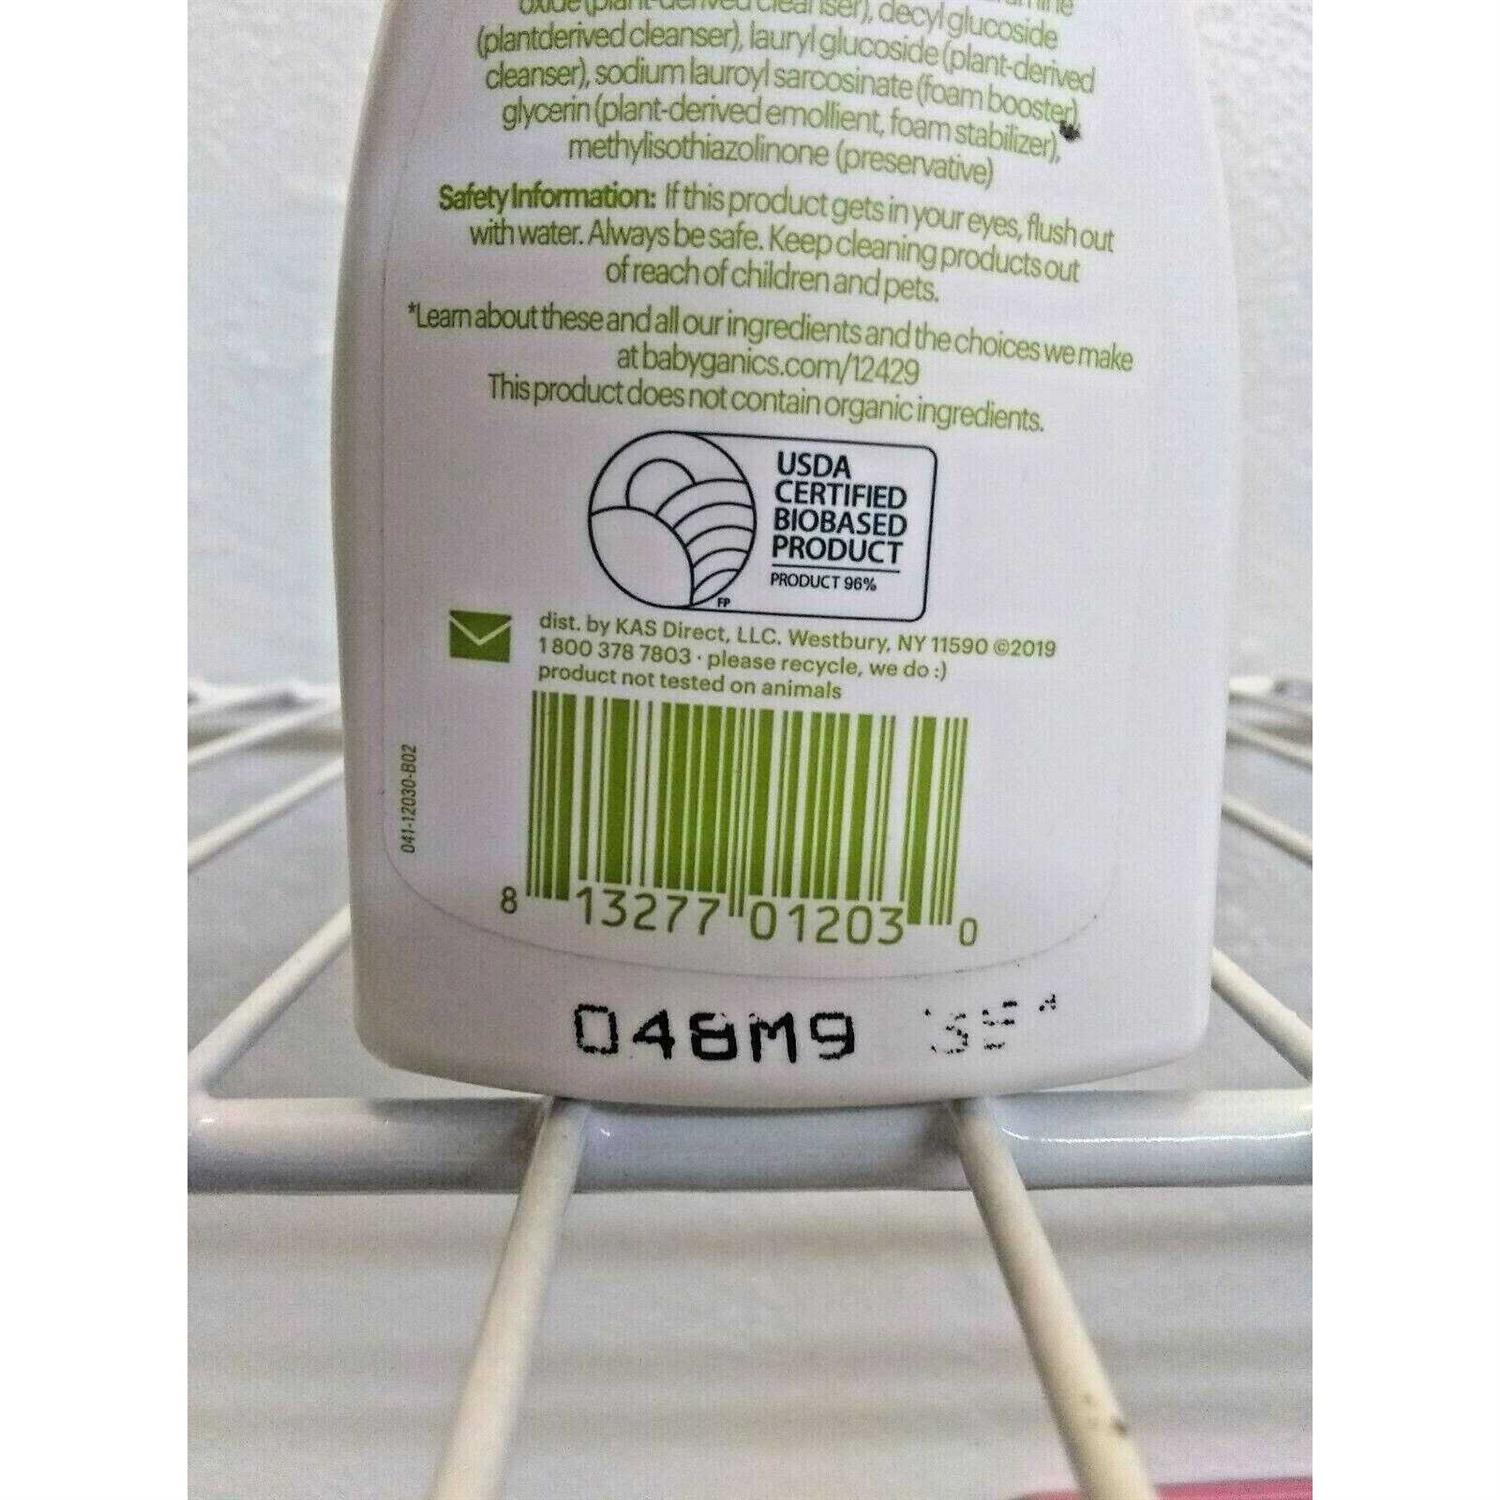 decyl glucoside
(plantderived cleanser), lauryl glucoside (plant-derived
cleanser), sodium lauroyl sarcosinate (foam booster),
glycerin (plant-derived emollient, foam stabilizer),
methylisothiazolinone (preservative)
Safety Information: If this product gets in your eyes, flush out
with water. Always be safe. Keep cleaning products out
of reach of children and pets.
*Learn about these and all our ingredients and the choices we make
at babyganics.com/12429
This product does not contain organic ingredients.
USDA
CERTIFIED
BIOBASED
PRODUCT
PRODUCT 96%
FP
dist. by KAS Direct, LLC. Westbury, NY 11590 ©2019
1 800 378 7803 · please recycle, we do :)
product not tested on animals
041-12030-B02
8 13277 01203 0
048M9